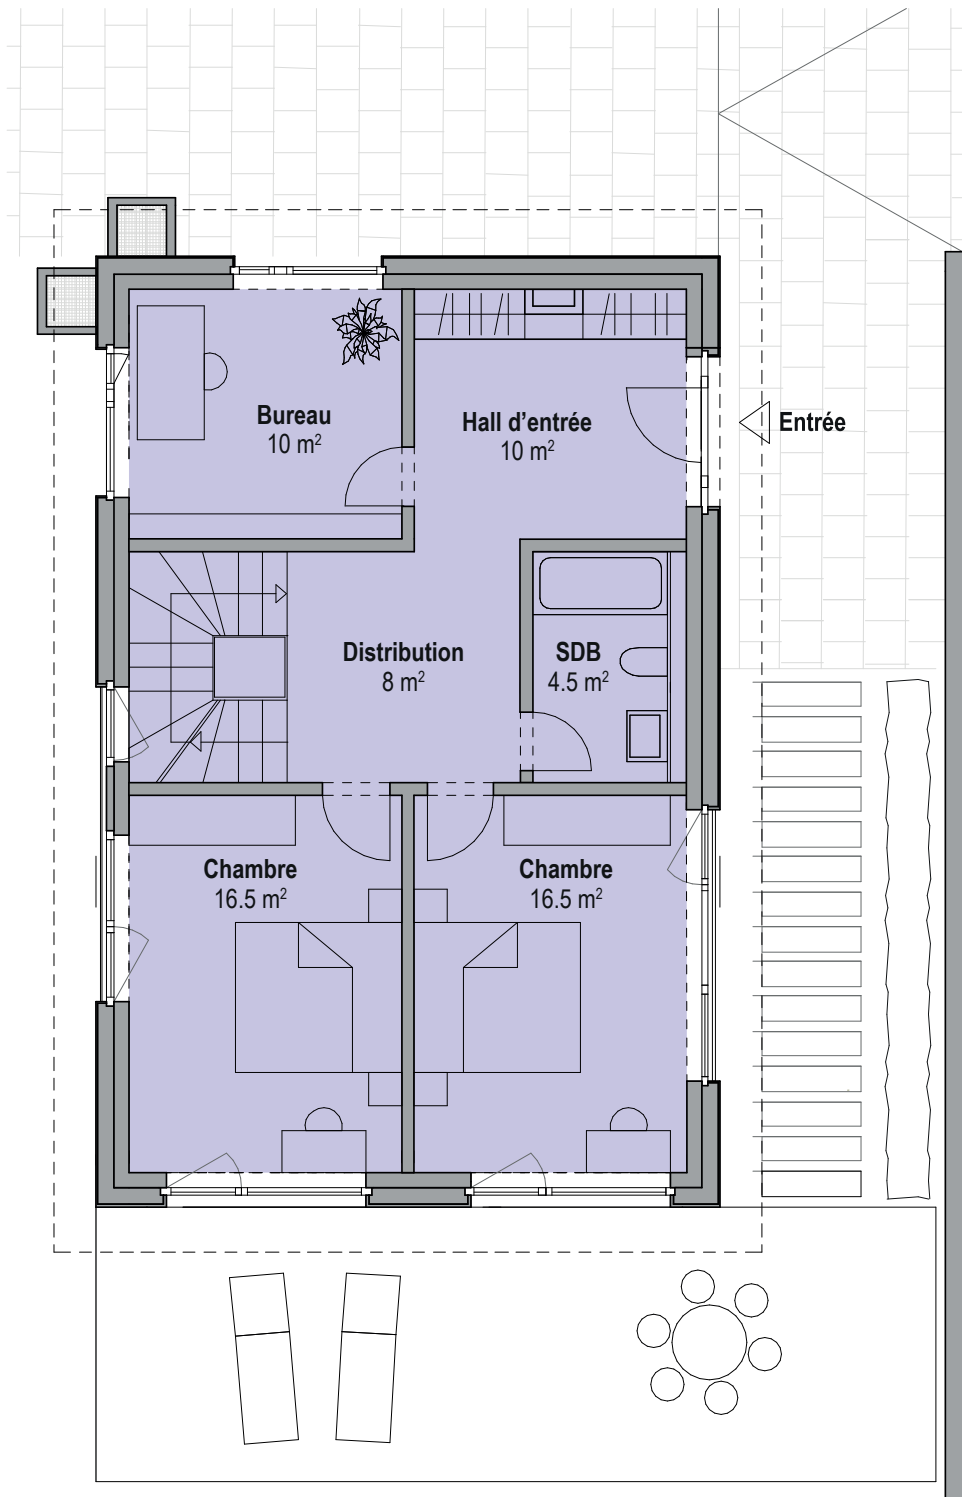 Bureau
10 m²
Hall d'entrée
10 m²
Entrée
Distribution
8 m²
SDB
4.5 m²
Chambre
16.5 m²
Chambre
16.5 m²